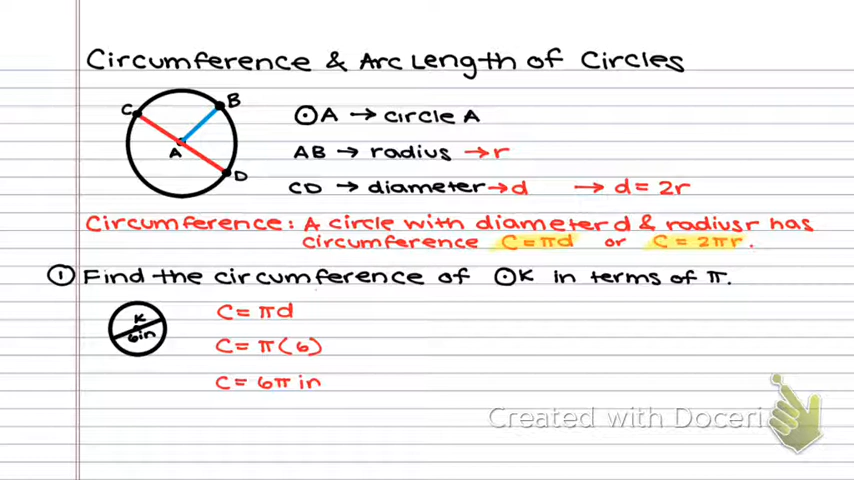 Circumference & Arc Length of Circles
C
B
A
D
⊙A → circle A
AB → radius → r
CD → diameter → d → d = 2r
Circumference: A circle with diameter d & radius r has
circumference C = πd or C = 2πr.
① Find the circumference of ⊙K in terms of π.
K
6in
C = πd
C = π(6)
C = 6π in
Created with Doceri